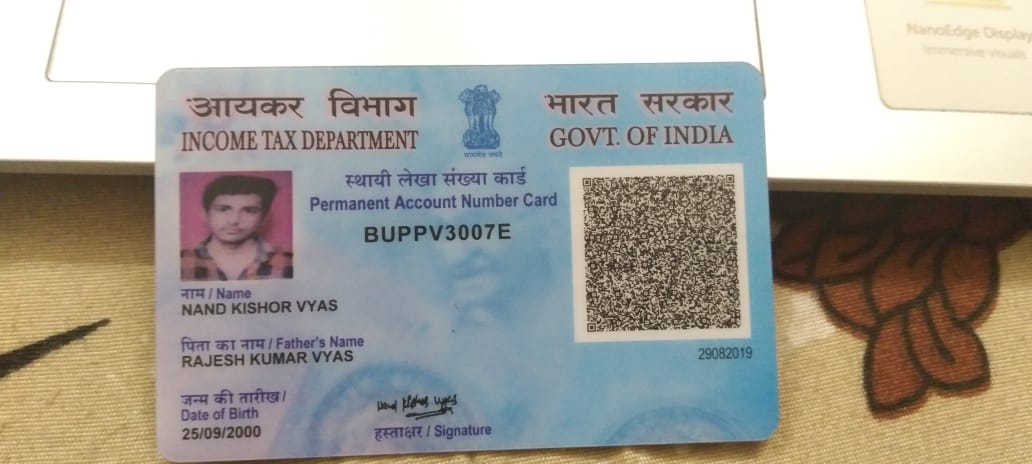 NanoEdge Display
Immersive visuals
आयकर विभाग
INCOME TAX DEPARTMENT
सत्यमेव जयते
भारत सरकार
GOVT. OF INDIA
स्थायी लेखा संख्या कार्ड
Permanent Account Number Card
BUPPV3007E
नाम / Name
NAND KISHOR VYAS
पिता का नाम / Father's Name
RAJESH KUMAR VYAS
29082019
जन्म की तारीख /
Date of Birth
25/09/2000
Nand Kishor Vyas
हस्ताक्षर / Signature